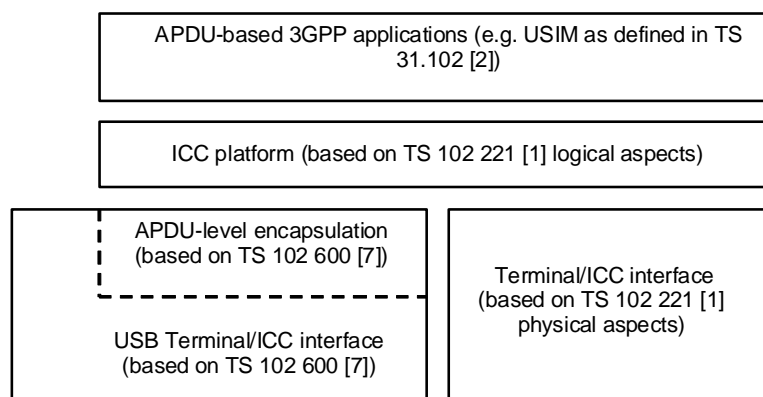 APDU-based 3GPP applications (e.g. USIM as defined in TS
31.102 [2])
ICC platform (based on TS 102 221 [1] logical aspects)
APDU-level encapsulation
(based on TS 102 600 [7])
USB Terminal/ICC interface
(based on TS 102 600 [7])
Terminal/ICC interface
(based on TS 102 221 [1]
physical aspects)